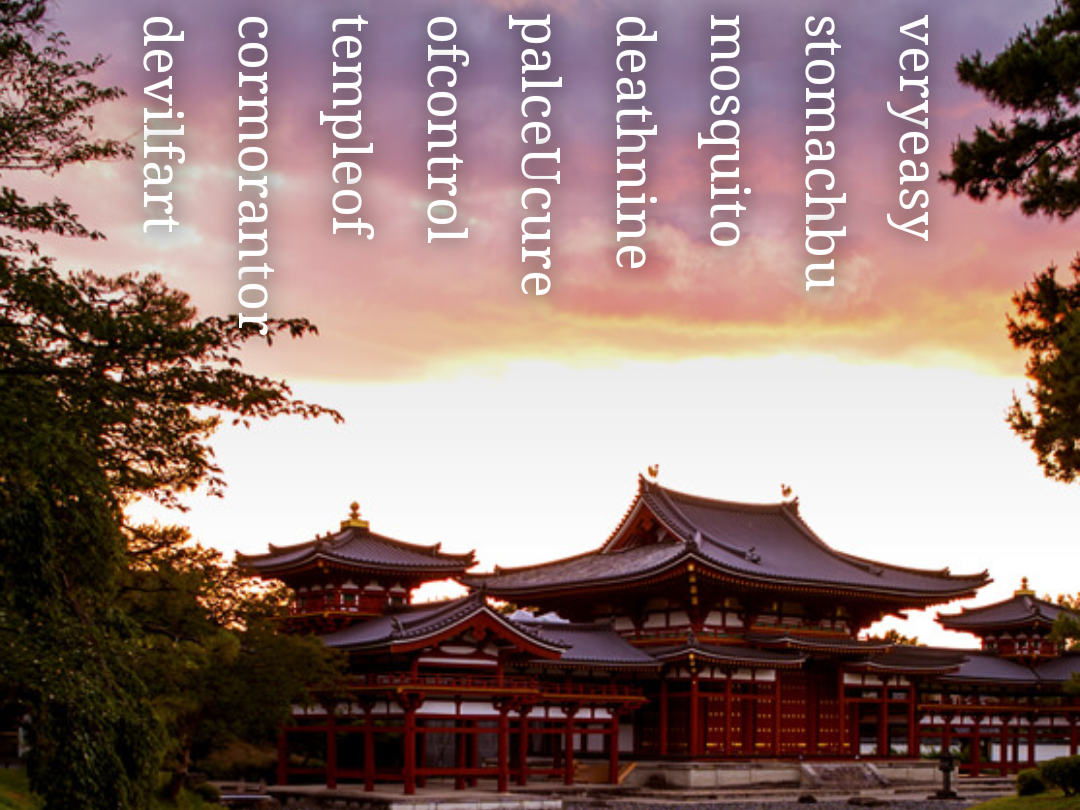 veryeasy
stomachbu
mosquito
deathnine
palceUcure
ofcontrol
templeof
cormorantor
devilfart